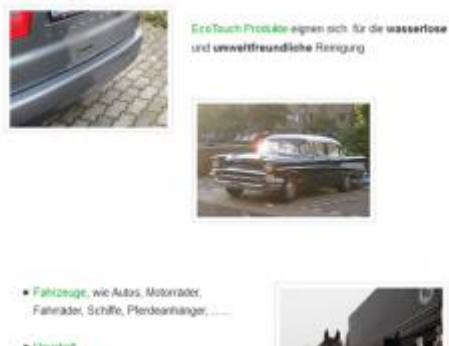 EcoTouch Produkte eignen sich für die wasserlose
und umweltfreundliche Reinigung
Fahrzeuge, wie Autos, Motorräder,
Fahrräder, Schiffe, Pferdeanhänger, ......